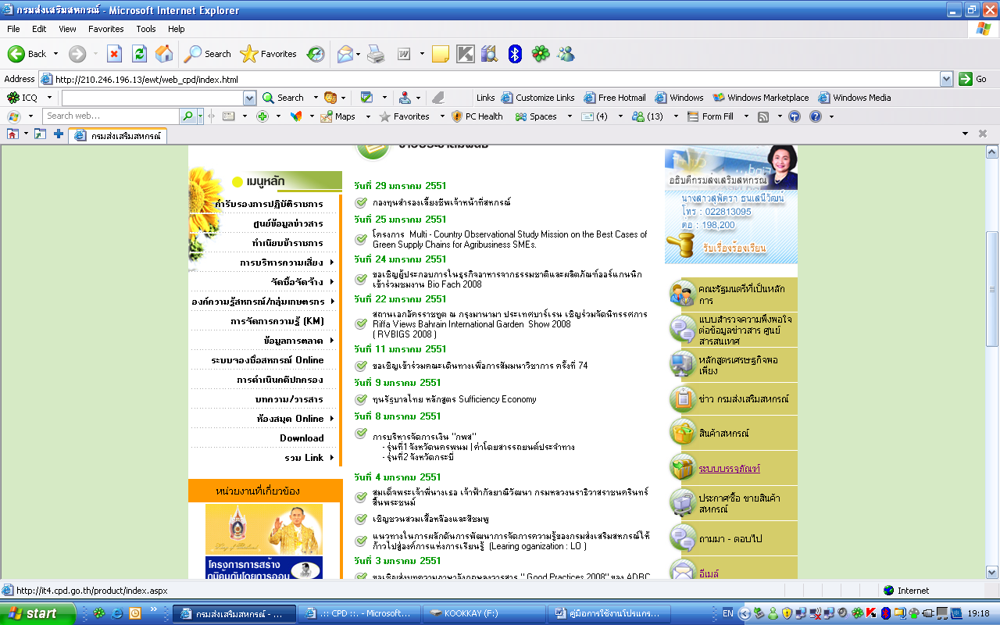 กรมส่งเสริมสหกรณ์ - Microsoft Internet Explorer
File Edit View Favorites Tools Help
Back Search Favorites
Address http://210.246.196.13/ewt/web_cpd/index.html Go
ICQ Search Links Customize Links Free Hotmail Windows Windows Marketplace Windows Media
Search web... Maps Favorites PC Health Spaces (4) (13) Form Fill
กรมส่งเสริมสหกรณ์
เมนูหลัก
คำรับรองการปฏิบัติราชการ
ศูนย์ข้อมูลข่าวสาร
ทำเนียบข้าราชการ
การบริหารความเสี่ยง
จัดซื้อจัดจ้าง
องค์ความรู้สหกรณ์/กลุ่มเกษตรกร
การจัดการความรู้ (KM)
ข้อมูลการตลาด
ระบบจองชื่อสหกรณ์ Online
การดำเนินคดีปกครอง
บทความ/วารสาร
ห้องสมุด Online
Download
รวม Link
หน่วยงานที่เกี่ยวข้อง
โครงการการสร้าง
ภูมิคุ้มกันโดยการออม
วันที่ 29 มกราคม 2551
กองทุนสำรองเลี้ยงชีพเจ้าหน้าที่สหกรณ์
วันที่ 25 มกราคม 2551
โครงการ Multi - Country Observational Study Mission on the Best Cases of
Green Supply Chains for Agribusiness SMEs.
วันที่ 24 มกราคม 2551
ขอเชิญผู้ประกอบการในธุรกิจอาหารจากธรรมชาติและผลิตภัณฑ์ออร์แกนนิก
เข้าร่วมชมงาน Bio Fach 2008
วันที่ 22 มกราคม 2551
สถานเอกอัครราชทูต ณ กรุงมานามา ประเทศบาร์เรน เชิญร่วมจัดนิทรรศการ
Riffa Views Bahrain International Garden Show 2008
( RVBIGS 2008 )
วันที่ 11 มกราคม 2551
ขอเชิญเข้าร่วมคณะเดินทางเพื่อการสัมมนาวิชาการ ครั้งที่ 74
วันที่ 9 มกราคม 2551
ทุนรัฐบาลไทย หลักสูตร Sufficiency Economy
วันที่ 8 มกราคม 2551
การบริหารจัดการเงิน "กพส"
- รุ่นที่1 จังหวัดนครพนม | ค่าโดยสารรถยนต์ประจำทาง
- รุ่นที่2 จังหวัดกระบี่
วันที่ 4 มกราคม 2551
สมเด็จพระเจ้าพี่นางเธอ เจ้าฟ้ากัลยาณิวัฒนา กรมหลวงนราธิวาสราชนครินทร์
สิ้นพระชนม์
เชิญชวนสวมเสื้อเหลืองและสีชมพู
แนวทางในการผลักดันการพัฒนาการจัดการความรู้ของกรมส่งเสริมสหกรณ์ให้
ก้าวไปสู่องค์การแห่งการเรียนรู้ (Learing oganization : LO )
วันที่ 3 มกราคม 2551
ขอเชิญส่งบทความภาษาอังกฤษลงวารสาร " Good Practices 2008" ของ ADBC
อธิบดีกรมส่งเสริมสหกรณ์
นางสาวสุพัตรา ธนเสนีวัฒน์
โทร : 022813095
ต่อ : 198,200
รับเรื่องร้องเรียน
คณะรัฐมนตรีที่เป็นหลัก
การ
แบบสำรวจความพึงพอใจ
ต่อข้อมูลข่าวสาร ศูนย์
สารสนเทศ
หลักสูตรเศรษฐกิจพอ
เพียง
ข่าว กรมส่งเสริมสหกรณ์
สินค้าสหกรณ์
ระบบบรรจุภัณฑ์
ประกาศซื้อ ขายสินค้า
สหกรณ์
ถามมา - ตอบไป
อีเมล์
http://it4.cpd.go.th/product/index.aspx Internet
start กรมส่งเสริมสหกรณ์ - ... .:: CPD ::. - Microsoft... KOOKKAY (F:) คู่มือการใช้งานโปรแกร... EN 19:18